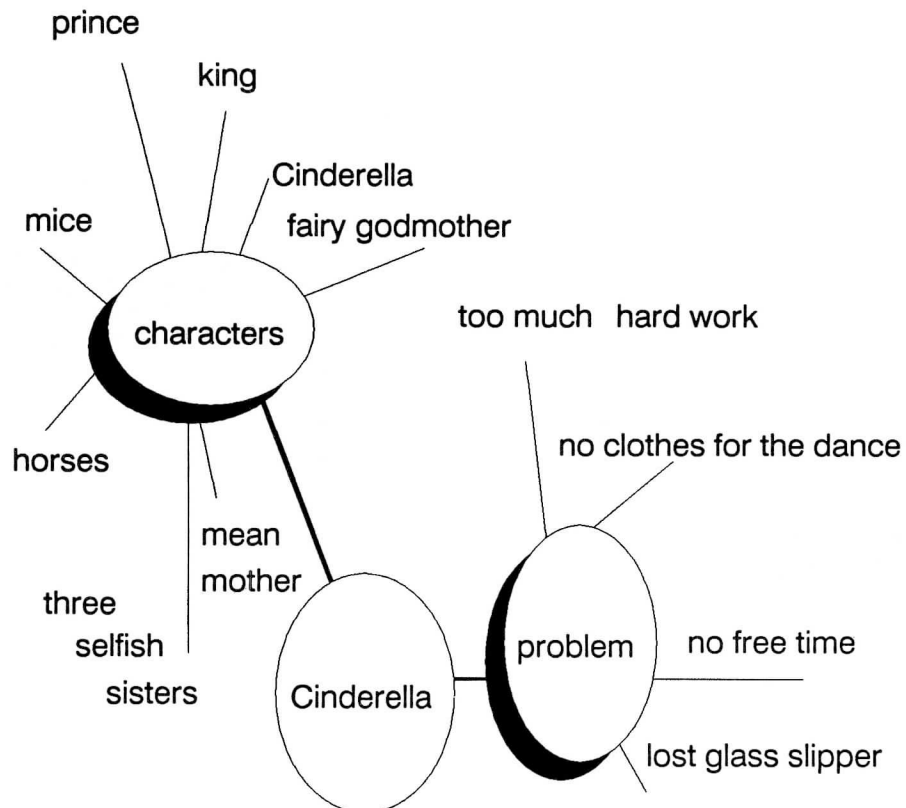 prince
king
Cinderella
mice
fairy godmother
characters
too much hard work
horses
no clothes for the dance
mean
mother
three
selfish
sisters
problem
no free time
Cinderella
lost glass slipper